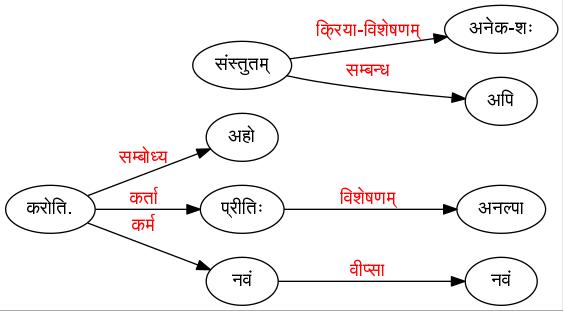 क्रिया-विशेषणम्
अनेक-शः
संस्तुतम्
सम्बन्ध
अपि
सम्बोध्य
अहो
करोति.
कर्ता
प्रीतिः
विशेषणम्
अनल्पा
कर्म
नवं
वीप्सा
नवं